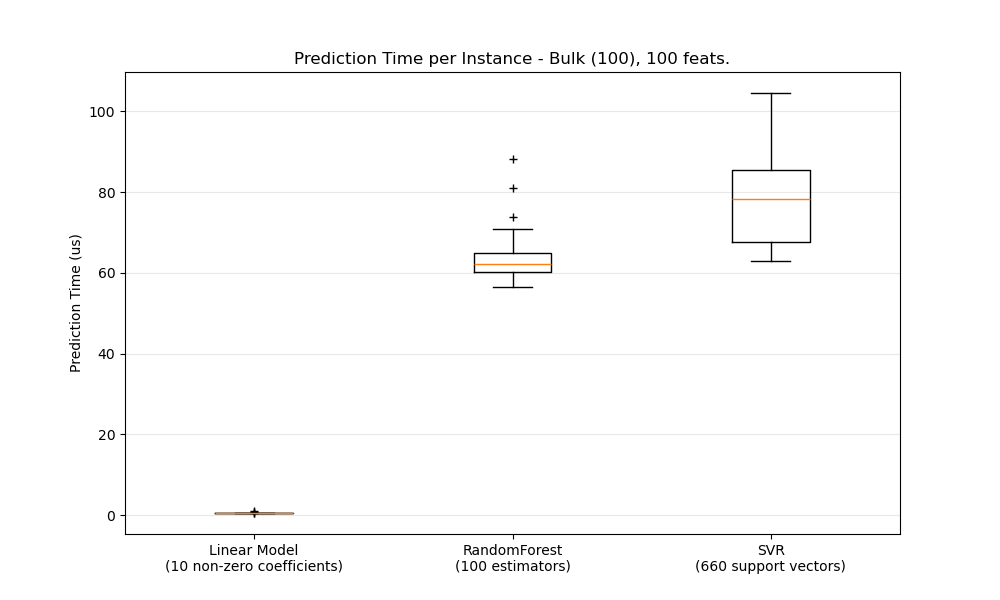 Prediction Time per Instance - Bulk (100), 100 feats.
Prediction Time (us)
100
80
60
40
20
0
Linear Model
(10 non-zero coefficients)
RandomForest
(100 estimators)
SVR
(660 support vectors)